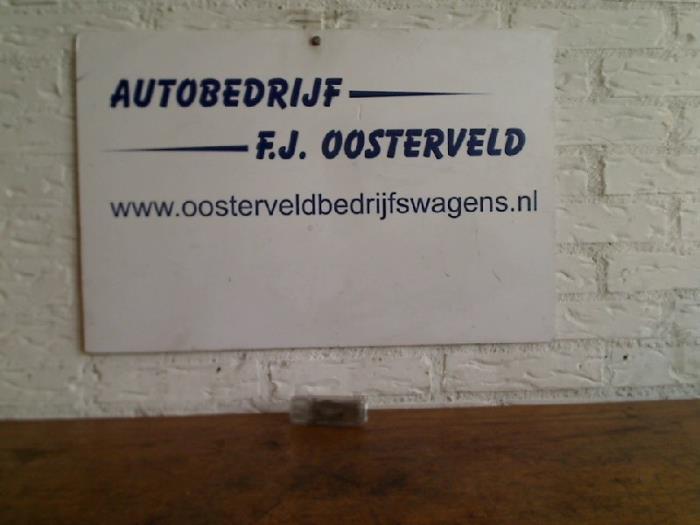 AUTOBEDRIJF
F.J. OOSTERVELD
www.oosterveldbedrijfswagens.nl